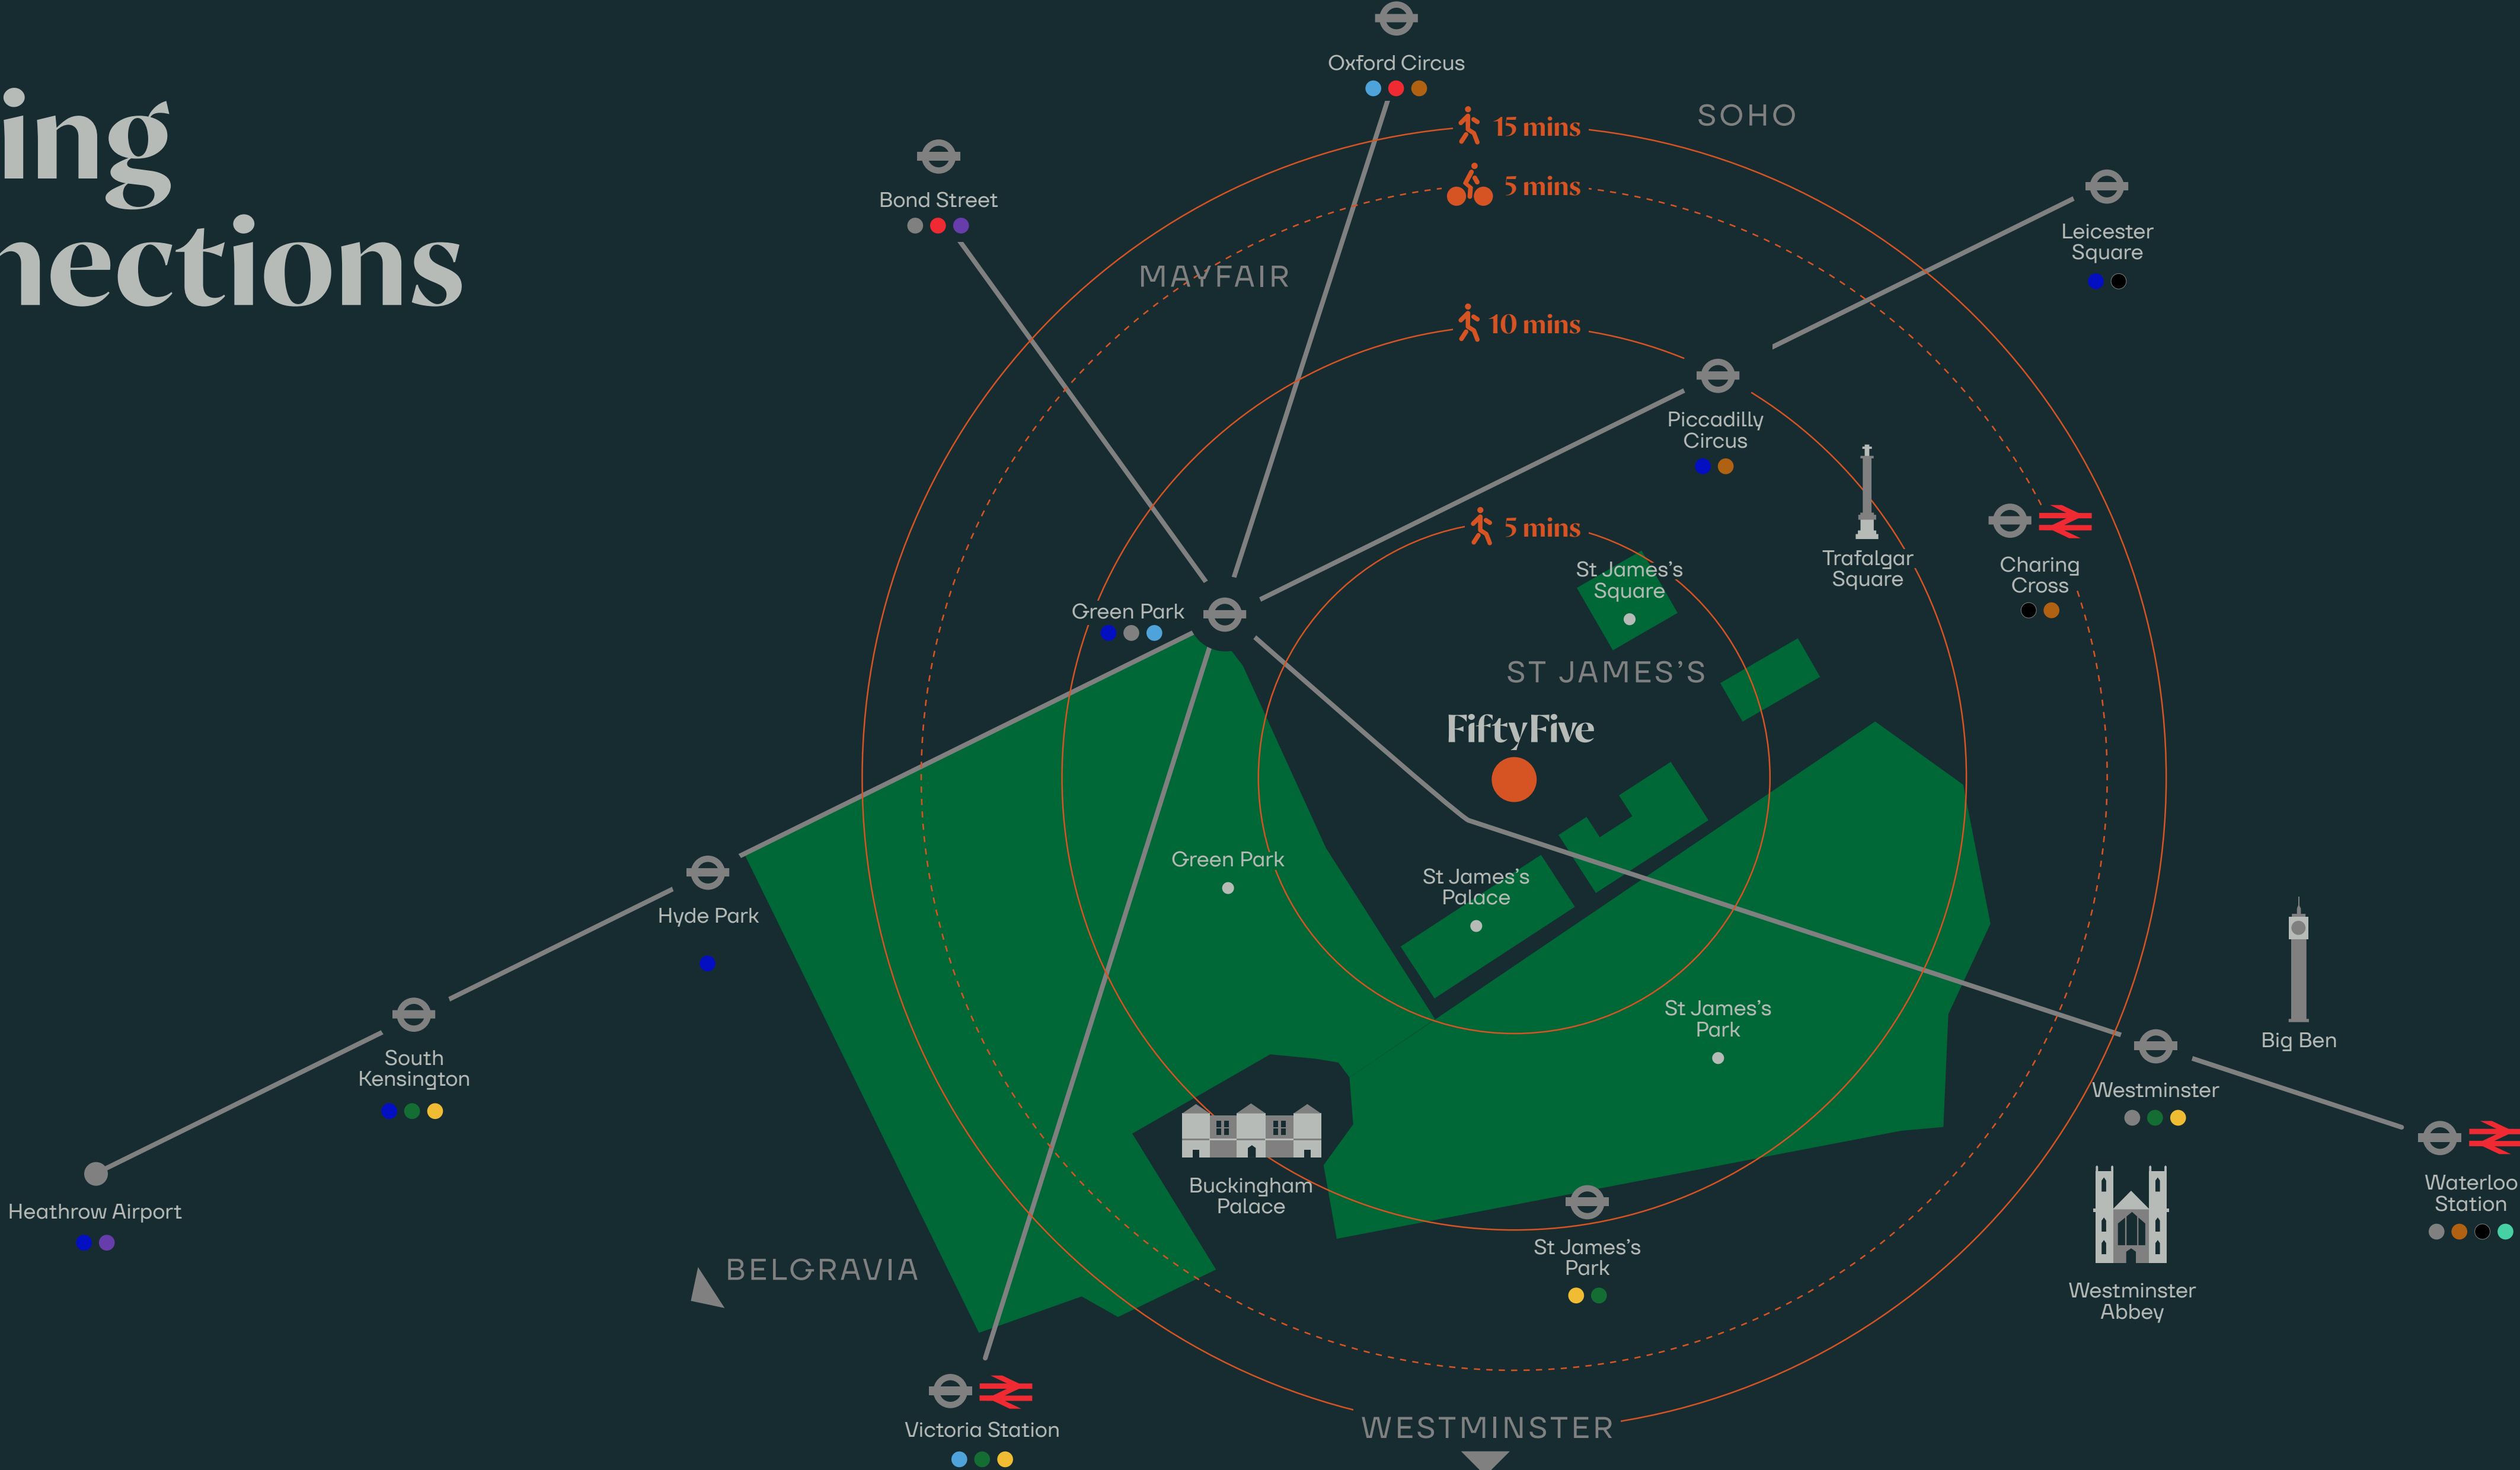 ing
nections
Oxford Circus
SOHO
15 mins
5 mins
Bond Street
Leicester
Square
MAYFAIR
10 mins
Piccadilly
Circus
5 mins
Trafalgar
Square
Charing
Cross
St James’s
Square
Green Park
ST JAMES’S
FiftyFive
Green Park
St James’s
Palace
Hyde Park
St James’s
Park
Big Ben
South
Kensington
Westminster
Buckingham
Palace
Waterloo
Station
Heathrow Airport
St James’s
Park
BELGRAVIA
Westminster
Abbey
Victoria Station
WESTMINSTER